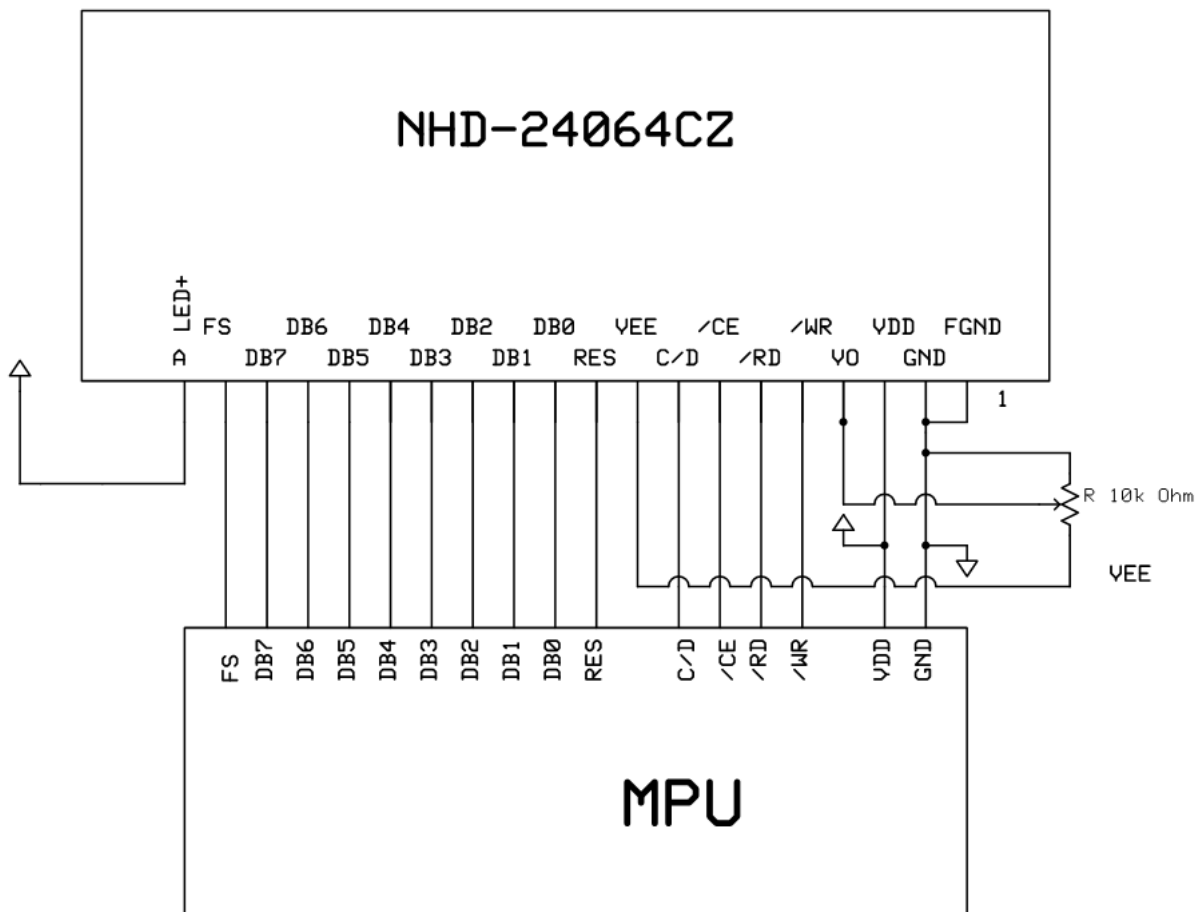 NHD-24064CZ
LED+
FS DB6 DB4 DB2 DB0 VEE /CE /WR VDD FGND
A DB7 DB5 DB3 DB1 RES C/D /RD VO GND
1
R 10k Ohm
VEE
FS DB7 DB6 DB5 DB4 DB3 DB2 DB1 DB0 RES C/D /CE /RD /WR VDD GND
MPU